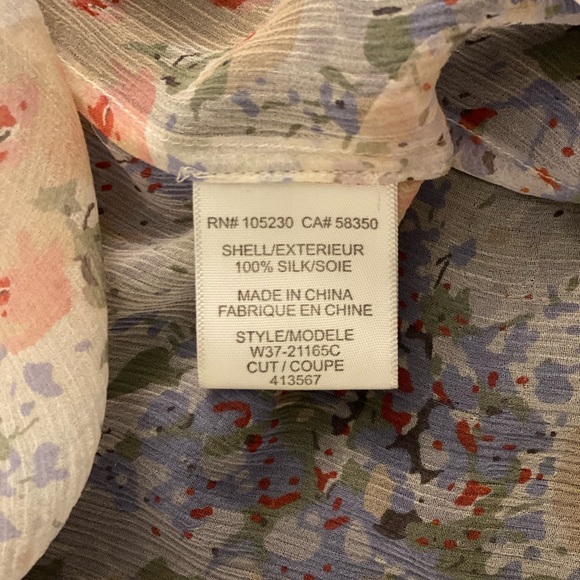 RN# 105230 CA# 58350
SHELL/EXTERIEUR
100% SILK/SOIE
MADE IN CHINA
FABRIQUE EN CHINE
STYLE/MODELE
W37-21165C
CUT / COUPE
413567